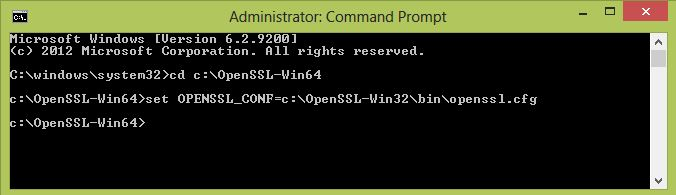 Administrator: Command Prompt
Microsoft Windows [Version 6.2.9200]
(c) 2012 Microsoft Corporation. All rights reserved.
C:\windows\system32>cd c:\OpenSSL-Win64
c:\OpenSSL-Win64>set OPENSSL_CONF=c:\OpenSSL-Win32\bin\openssl.cfg
c:\OpenSSL-Win64>